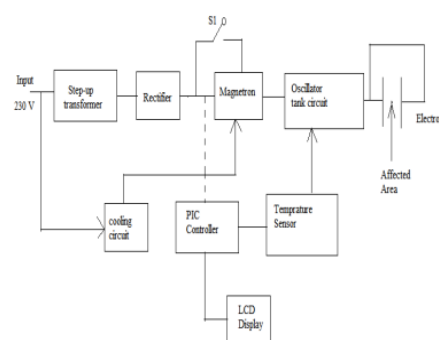 S1
Input
230 V
Step-up
transformer
Rectifier
Magnetron
Oscillator
tank circuit
Electro
Affected
Area
cooling
circuit
PIC
Controller
Temprature
Sensor
LCD
Display